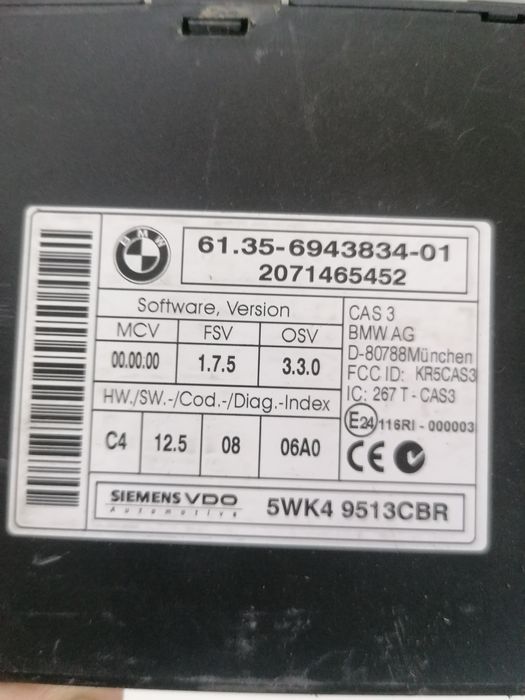 BMW
61.35-6943834-01
2071465452
Software, Version
MCV FSV OSV
00.00.00 1.7.5 3.3.0
HW./SW.-/Cod.-/Diag.-Index
C4 12.5 08 06A0
CAS 3
BMW AG
D-80788München
FCC ID: KR5CAS3
IC: 267 T - CAS3
E24 116RI - 000003
CE
SIEMENS VDO
Automotive
5WK4 9513CBR